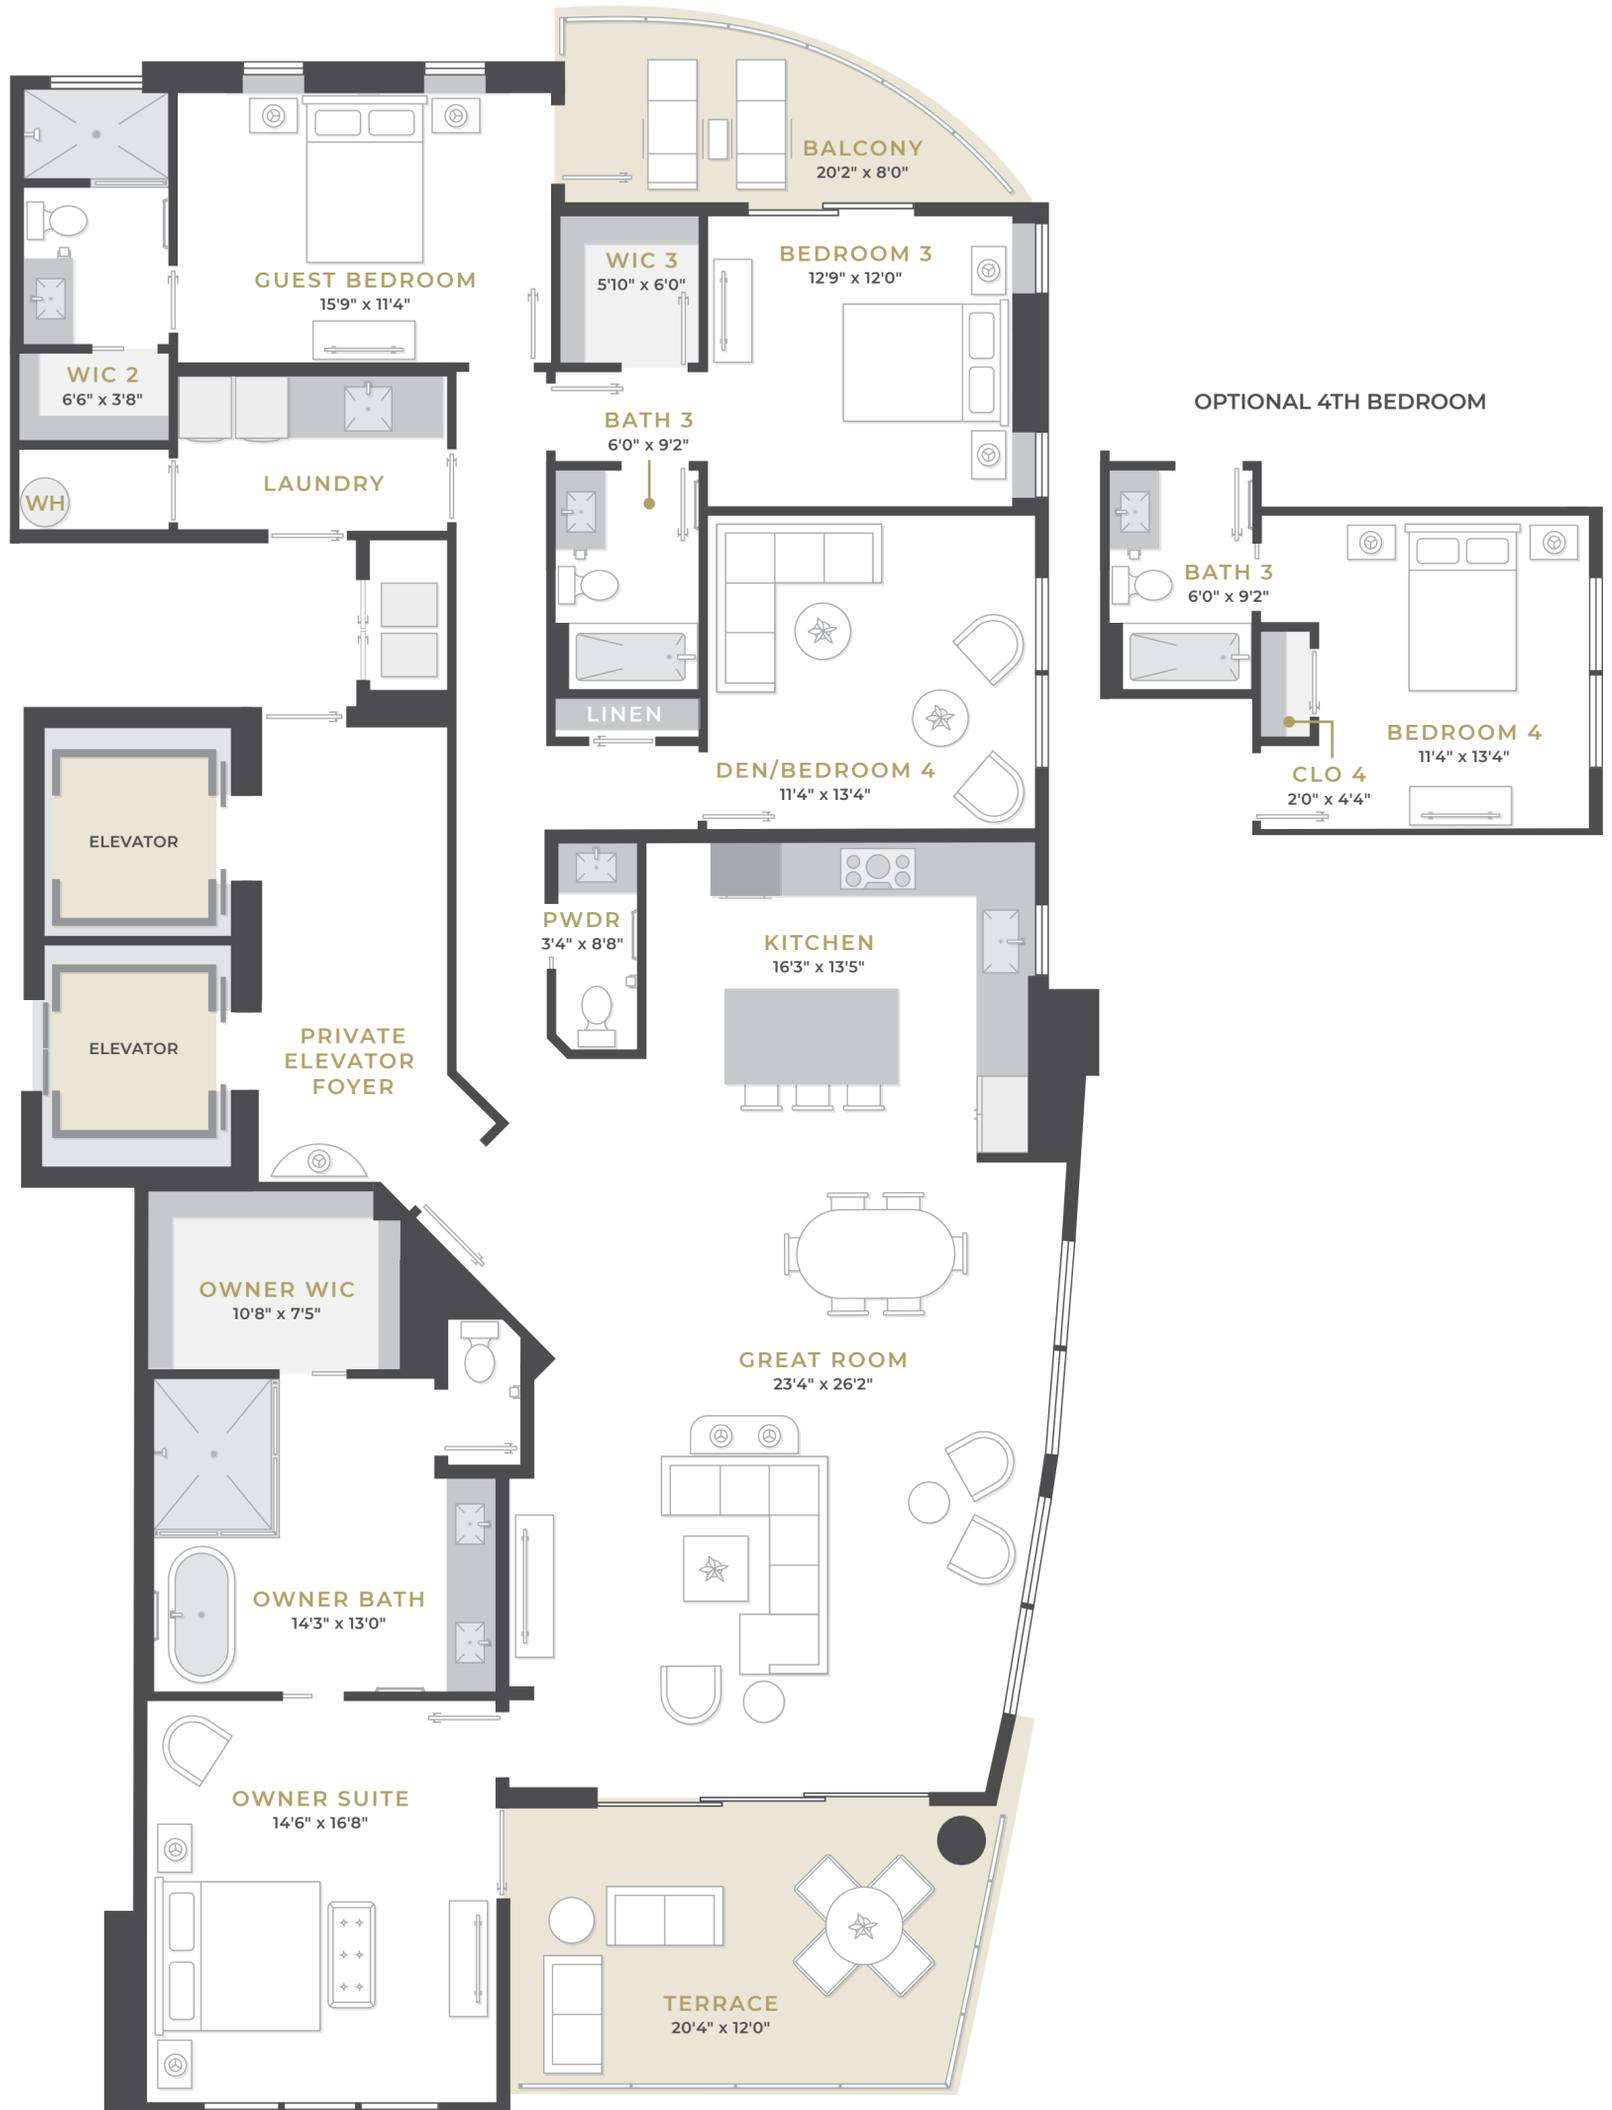 BALCONY
20'2" x 8'0"
WIC 3
5'10" x 6'0"
BEDROOM 3
12'9" x 12'0"
GUEST BEDROOM
15'9" x 11'4"
WIC 2
6'6" x 3'8"
BATH 3
6'0" x 9'2"
LAUNDRY
WH
OPTIONAL 4TH BEDROOM
BATH 3
6'0" x 9'2"
BEDROOM 4
11'4" x 13'4"
CLO 4
2'0" x 4'4"
LINEN
DEN/BEDROOM 4
11'4" x 13'4"
ELEVATOR
PWDR
3'4" x 8'8"
KITCHEN
16'3" x 13'5"
ELEVATOR
PRIVATE
ELEVATOR
FOYER
OWNER WIC
10'8" x 7'5"
GREAT ROOM
23'4" x 26'2"
OWNER BATH
14'3" x 13'0"
OWNER SUITE
14'6" x 16'8"
TERRACE
20'4" x 12'0"